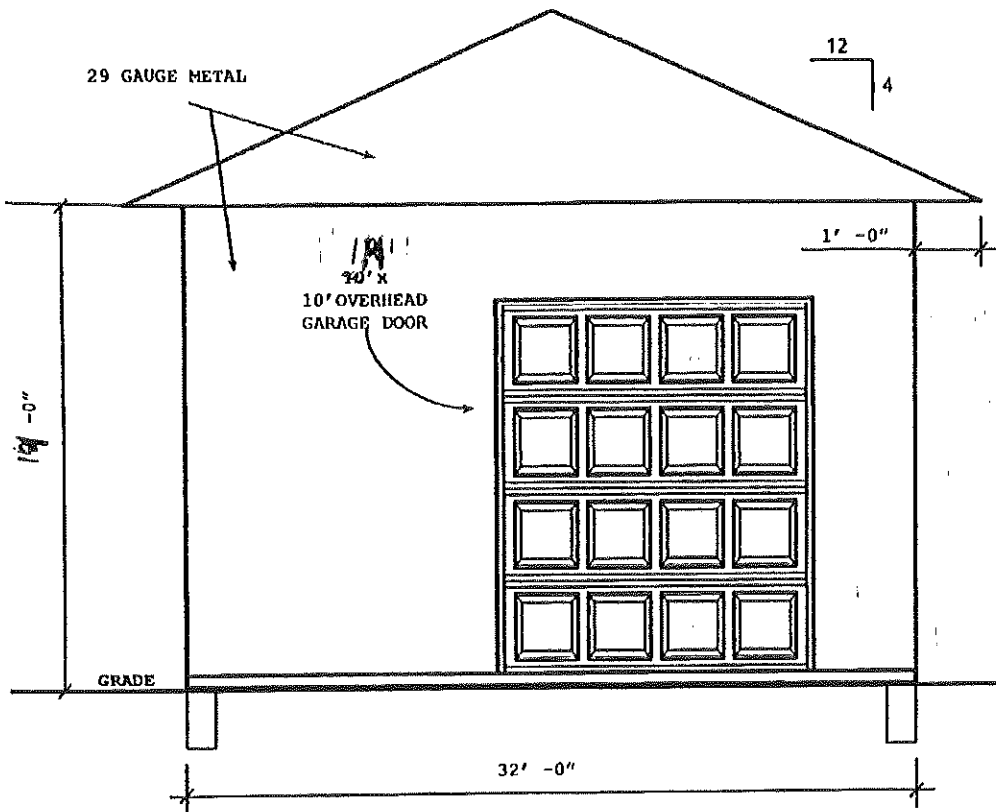 12
4
29 GAUGE METAL
1' -0"
10'OVERHEAD
GARAGE DOOR
-0"
GRADE
32' -0"